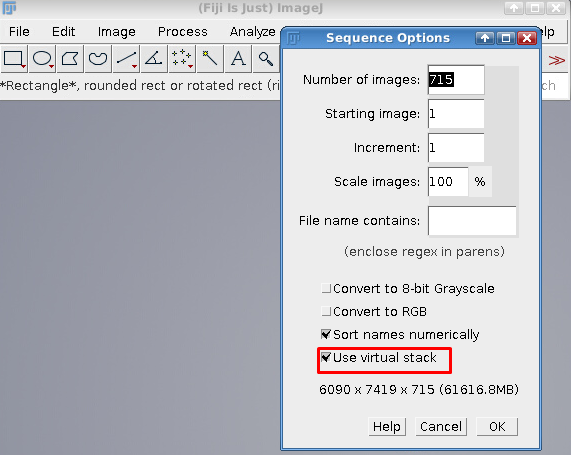 (Fiji Is Just) ImageJ
File Edit Image Process Analyze
Sequence Options
*Rectangle*, rounded rect or rotated rect (ri
Number of images: 715
Starting image: 1
Increment: 1
Scale images: 100 %
File name contains:
(enclose regex in parens)
Convert to 8-bit Grayscale
Convert to RGB
Sort names numerically
Use virtual stack
6090 x 7419 x 715 (61616.8MB)
Help Cancel OK